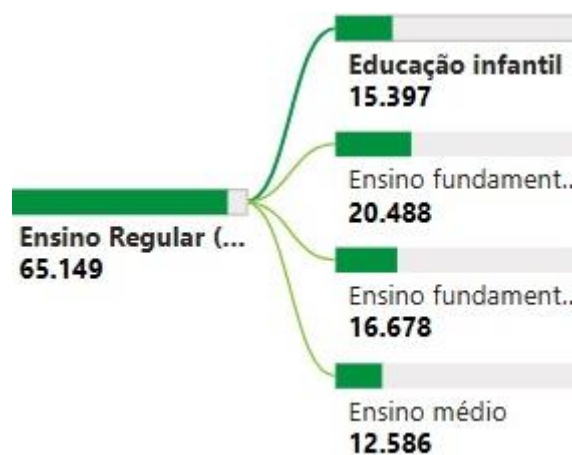 Educação infantil
15.397
Ensino fundament..
20.488
Ensino Regular (...
65.149
Ensino fundament..
16.678
Ensino médio
12.586